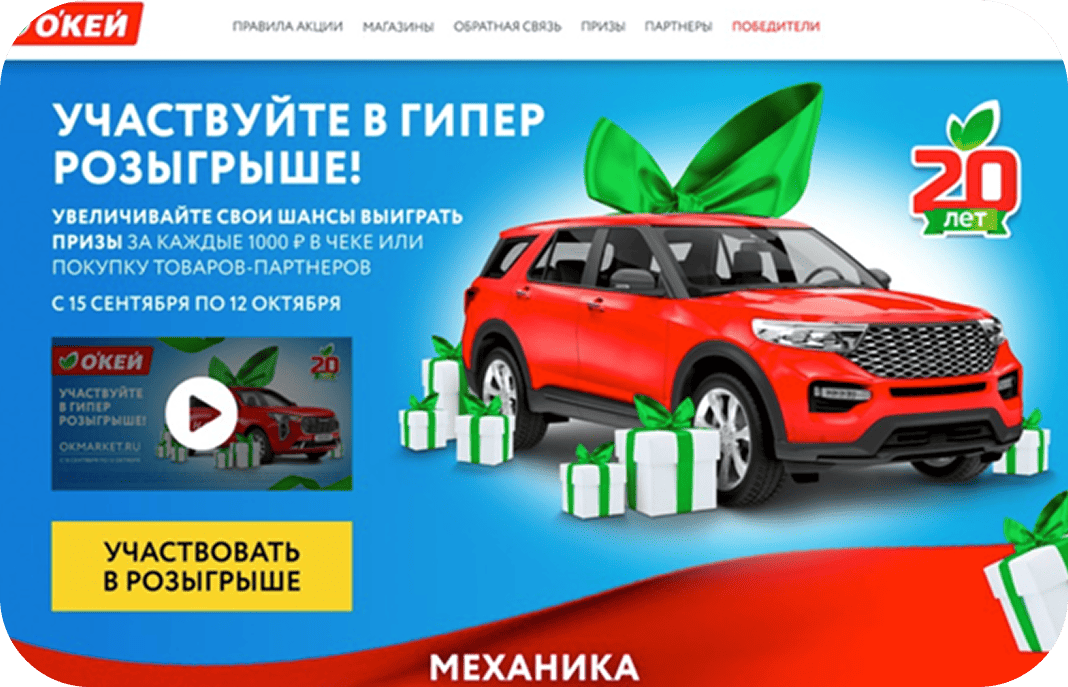 О'КЕЙ
ПРАВИЛА АКЦИИ МАГАЗИНЫ ОБРАТНАЯ СВЯЗЬ ПРИЗЫ ПАРТНЕРЫ ПОБЕДИТЕЛИ
УЧАСТВУЙТЕ В ГИПЕР
РОЗЫГРЫШЕ!
УВЕЛИЧИВАЙТЕ СВОИ ШАНСЫ ВЫИГРАТЬ
ПРИЗЫ ЗА КАЖДЫЕ 1000 ₽ В ЧЕКЕ ИЛИ
ПОКУПКУ ТОВАРОВ-ПАРТНЕРОВ
С 15 СЕНТЯБРЯ ПО 12 ОКТЯБРЯ
20
лет
О'КЕЙ
20
УЧАСТВУЙТЕ
В ГИПЕР
РОЗЫГРЫШЕ!
OKMARKET.RU
УЧАСТВОВАТЬ
В РОЗЫГРЫШЕ
МЕХАНИКА